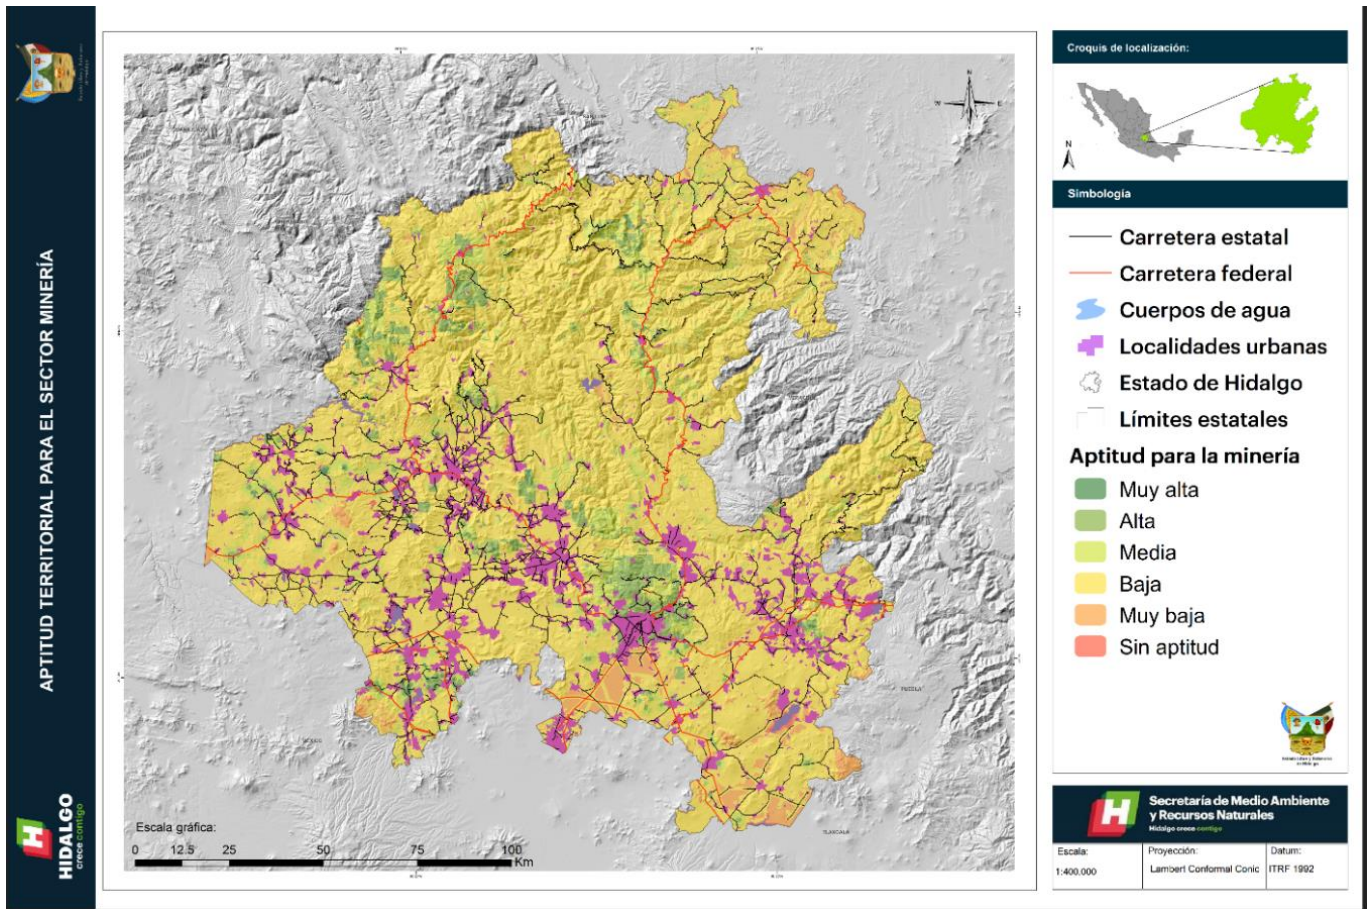 APTITUD TERRITORIAL PARA EL SECTOR MINERÍA
HIDALGO
crece contigo
N
W
E
S
PUEBLA
TLAXCALA
Escala gráfica:
0 12.5 25 50 75 100
Km
Croquis de localización:
N
Simbología
Carretera estatal
Carretera federal
Cuerpos de agua
Localidades urbanas
Estado de Hidalgo
Límites estatales
Aptitud para la minería
Muy alta
Alta
Media
Baja
Muy baja
Sin aptitud
Secretaría de Medio Ambiente
y Recursos Naturales
Hidalgo crece contigo
Escala:
1:400.000
Proyección:
Lambert Conformal Conic
Datum:
ITRF 1992